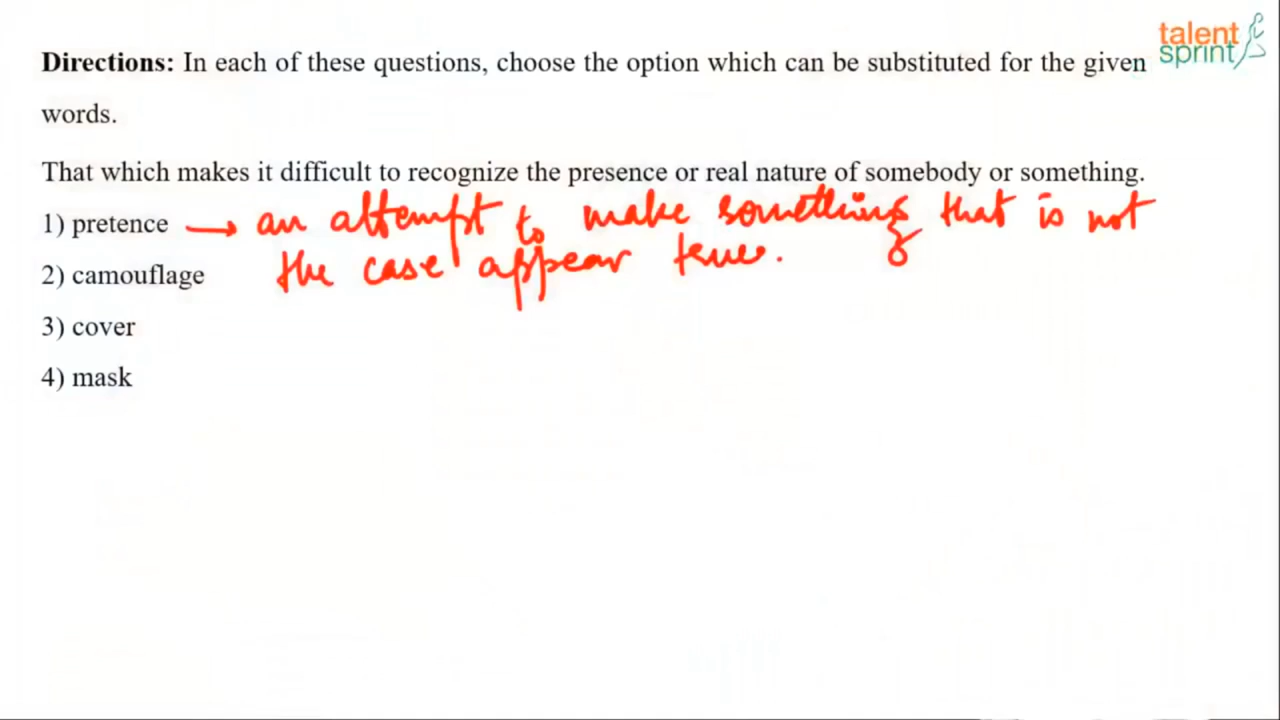 talent
sprint
Directions: In each of these questions, choose the option which can be substituted for the given
words.
That which makes it difficult to recognize the presence or real nature of somebody or something.
1) pretence → an attempt to make something that is not
the case appear true.
2) camouflage
3) cover
4) mask